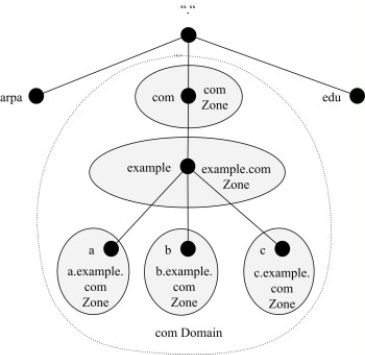 "."
arpa
com
com
Zone
edu
example
example.com
Zone
a
a.example.
com
Zone
b
b.example.
com
Zone
c
c.example.
com
Zone
com Domain